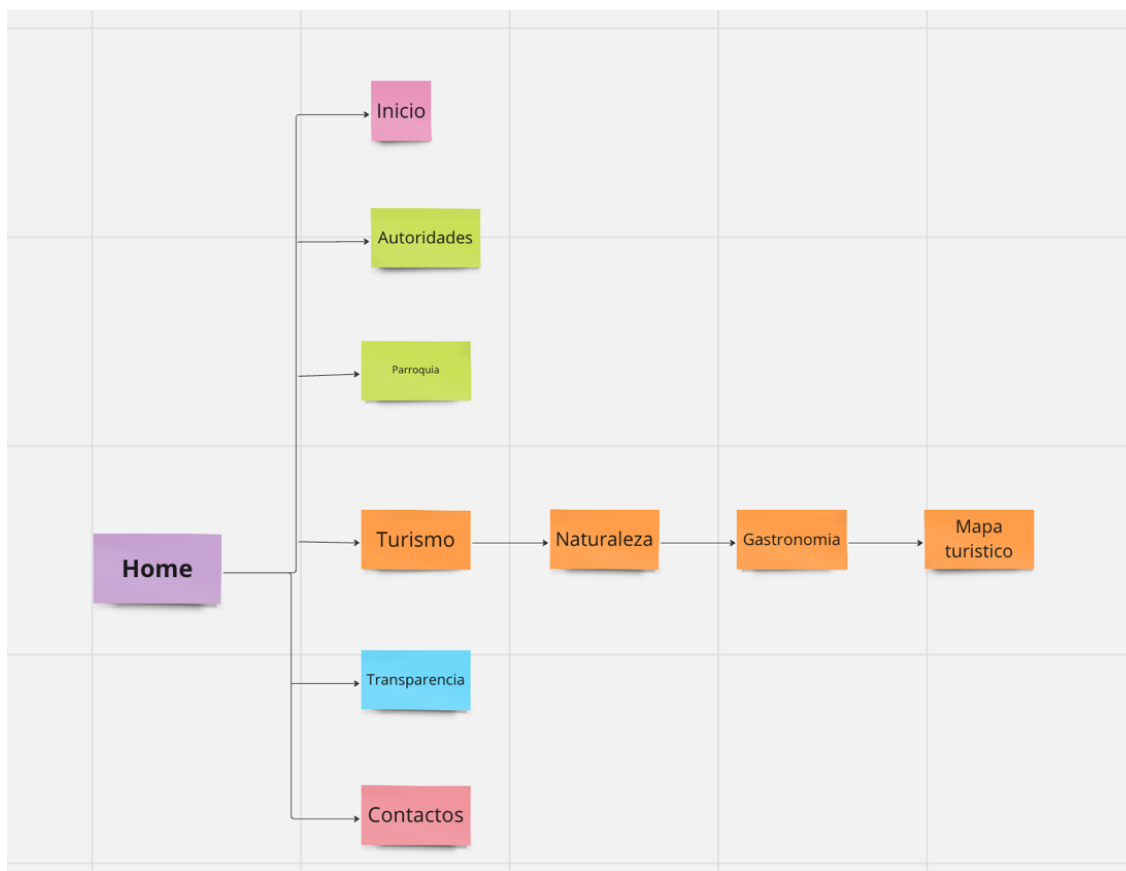 Inicio
Autoridades
Parroquia
Home
Turismo
Naturaleza
Gastronomia
Mapa
turistico
Transparencia
Contactos